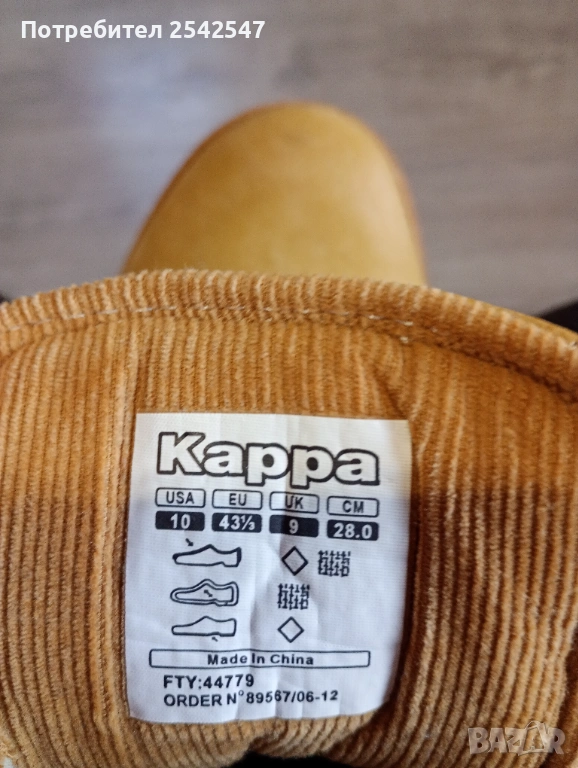 Потребител 2542547
Kappa
USA EU UK CM
10 43⅓ 9 28.0
Made In China
FTY:44779
ORDER N°89567/06-12
BAZAR